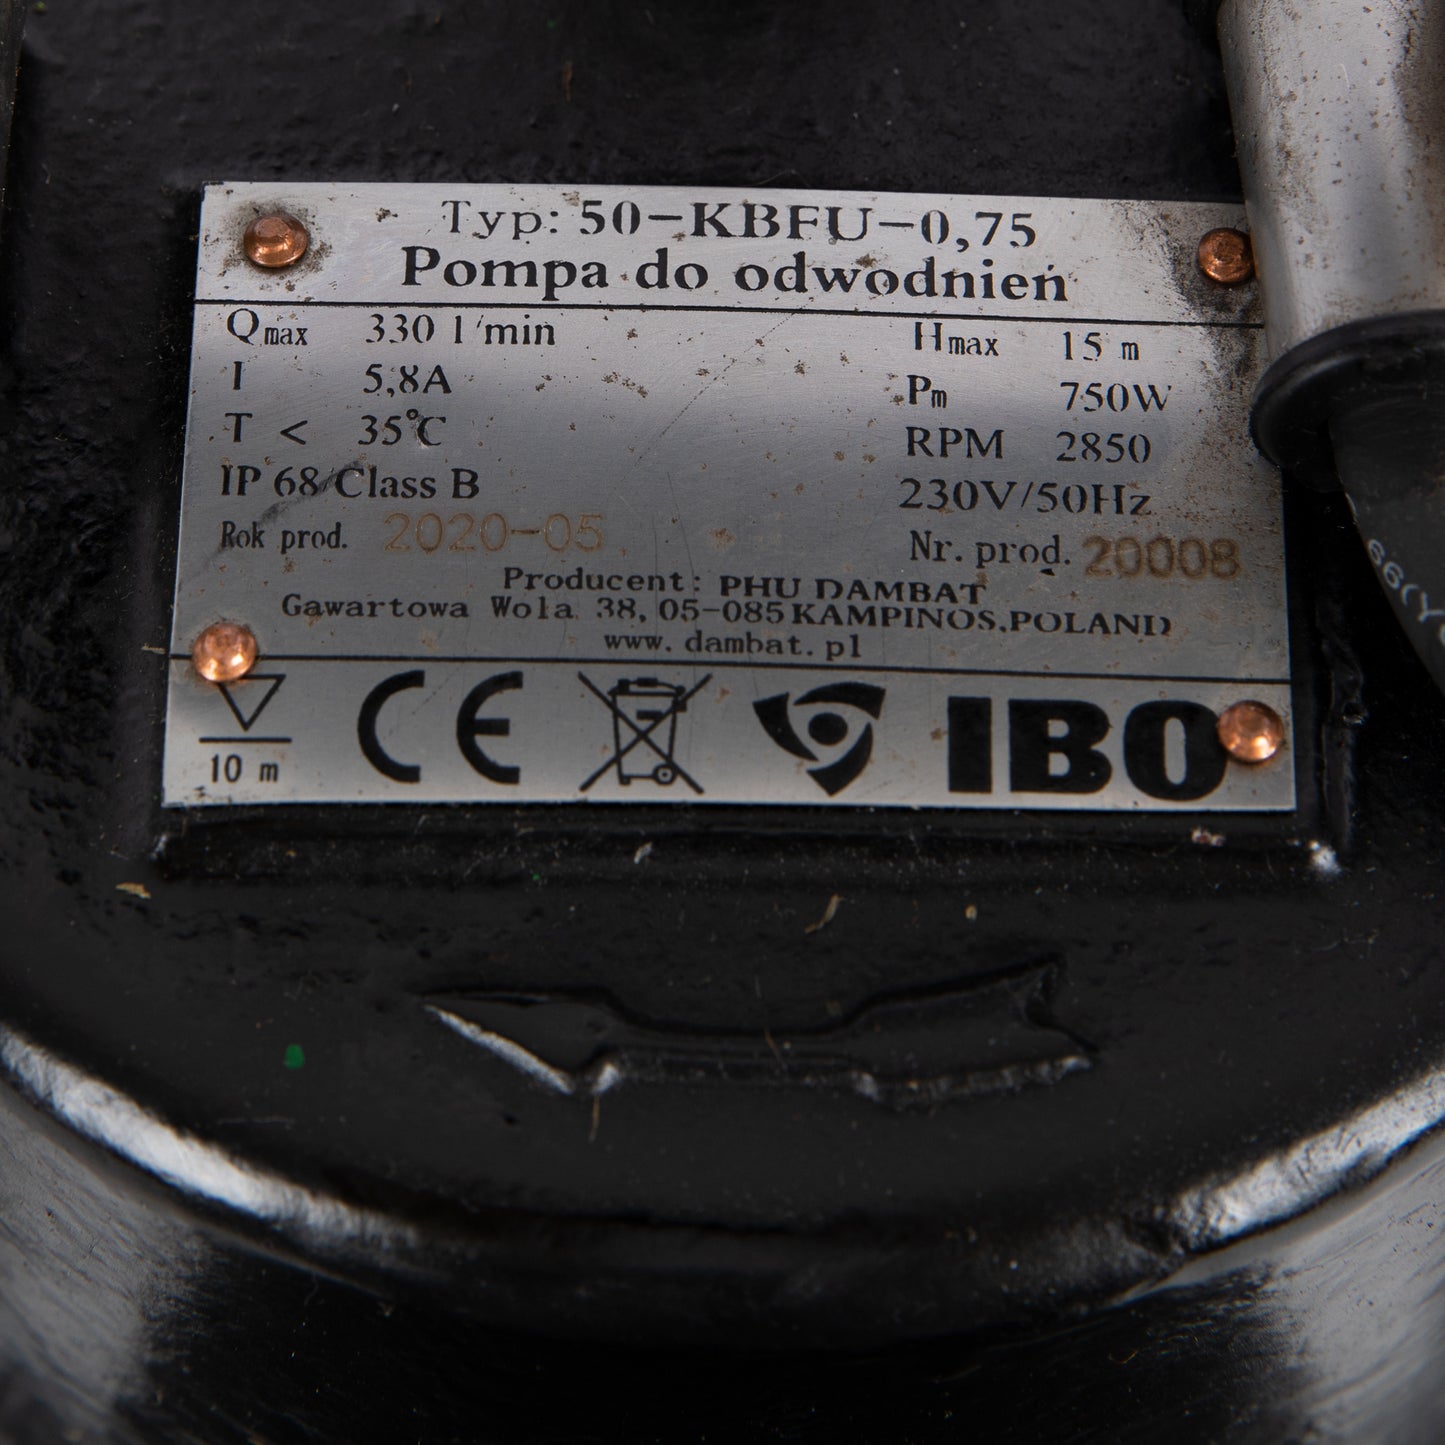 Typ: 50-KBFU-0,75
Pompa do odwodnień
Qmax 330 l/min Hmax 15 m
I 5,8A Pm 750W
T < 35°C RPM 2850
IP 68/Class B 230V/50Hz
Rok prod. 2020-05 Nr. prod. 20008
Producent: PHU DAMBAT
Gawartowa Wola 38, 05-085 KAMPINOS.POLAND
www.dambat.pl
10 m CE IBO